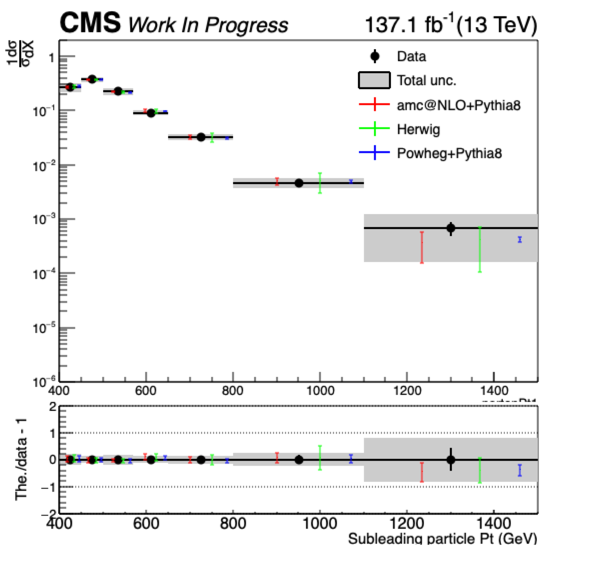 CMS Work In Progress 137.1 fb⁻¹(13 TeV)
1dσ
σdX
Data
Total unc.
amc@NLO+Pythia8
Herwig
Powheg+Pythia8
1
10⁻¹
10⁻²
10⁻³
10⁻⁴
10⁻⁵
10⁻⁶
400 600 800 1000 1200 1400
The./data - 1
2
1
0
−1
−2
400 600 800 1000 1200 1400
Subleading particle Pt (GeV)